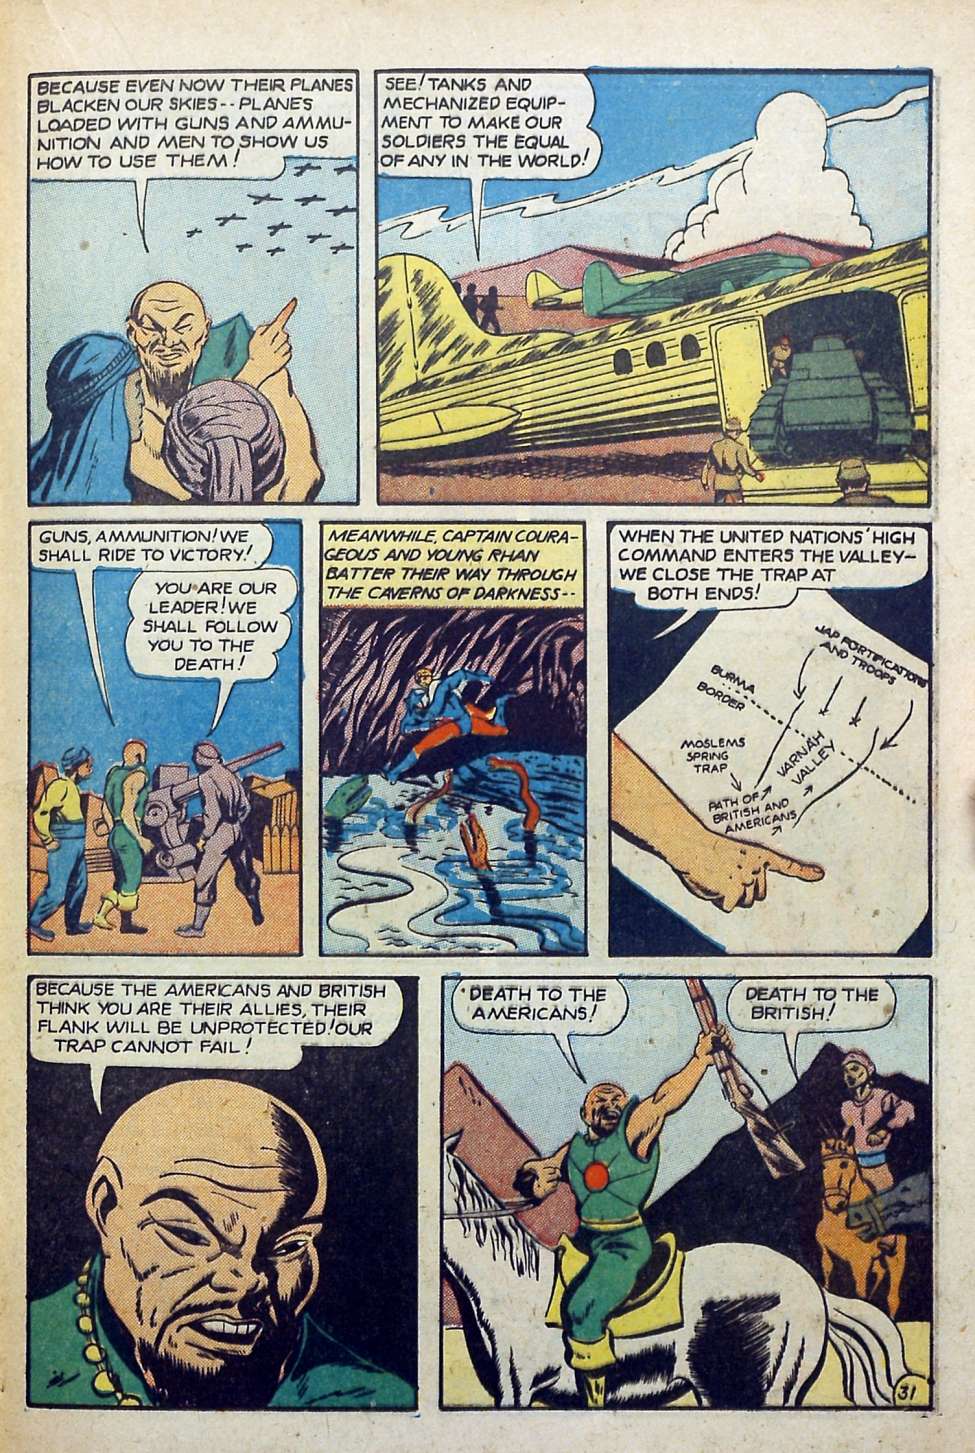 BECAUSE EVEN NOW THEIR PLANES
BLACKEN OUR SKIES-- PLANES
LOADED WITH GUNS AND AMMU-
NITION AND MEN TO SHOW US
HOW TO USE THEM!
SEE! TANKS AND
MECHANIZED EQUIP-
MENT TO MAKE OUR
SOLDIERS THE EQUAL
OF ANY IN THE WORLD!
GUNS, AMMUNITION! WE
SHALL RIDE TO VICTORY!
YOU ARE OUR
LEADER! WE
SHALL FOLLOW
YOU TO THE
DEATH!
MEANWHILE, CAPTAIN COURA-
GEOUS AND YOUNG RHAN
BATTER THEIR WAY THROUGH
THE CAVERNS OF DARKNESS--
WHEN THE UNITED NATIONS' HIGH
COMMAND ENTERS THE VALLEY—
WE CLOSE THE TRAP AT
BOTH ENDS!
JAP FORTIFICATIONS
AND TROOPS
BURMA
BORDER
MOSLEMS
SPRING
TRAP
VARNAH
VALLEY
PATH OF
BRITISH AND
AMERICANS
BECAUSE THE AMERICANS AND BRITISH
THINK YOU ARE THEIR ALLIES, THEIR
FLANK WILL BE UNPROTECTED! OUR
TRAP CANNOT FAIL!
DEATH TO THE
AMERICANS!
DEATH TO THE
BRITISH!
31